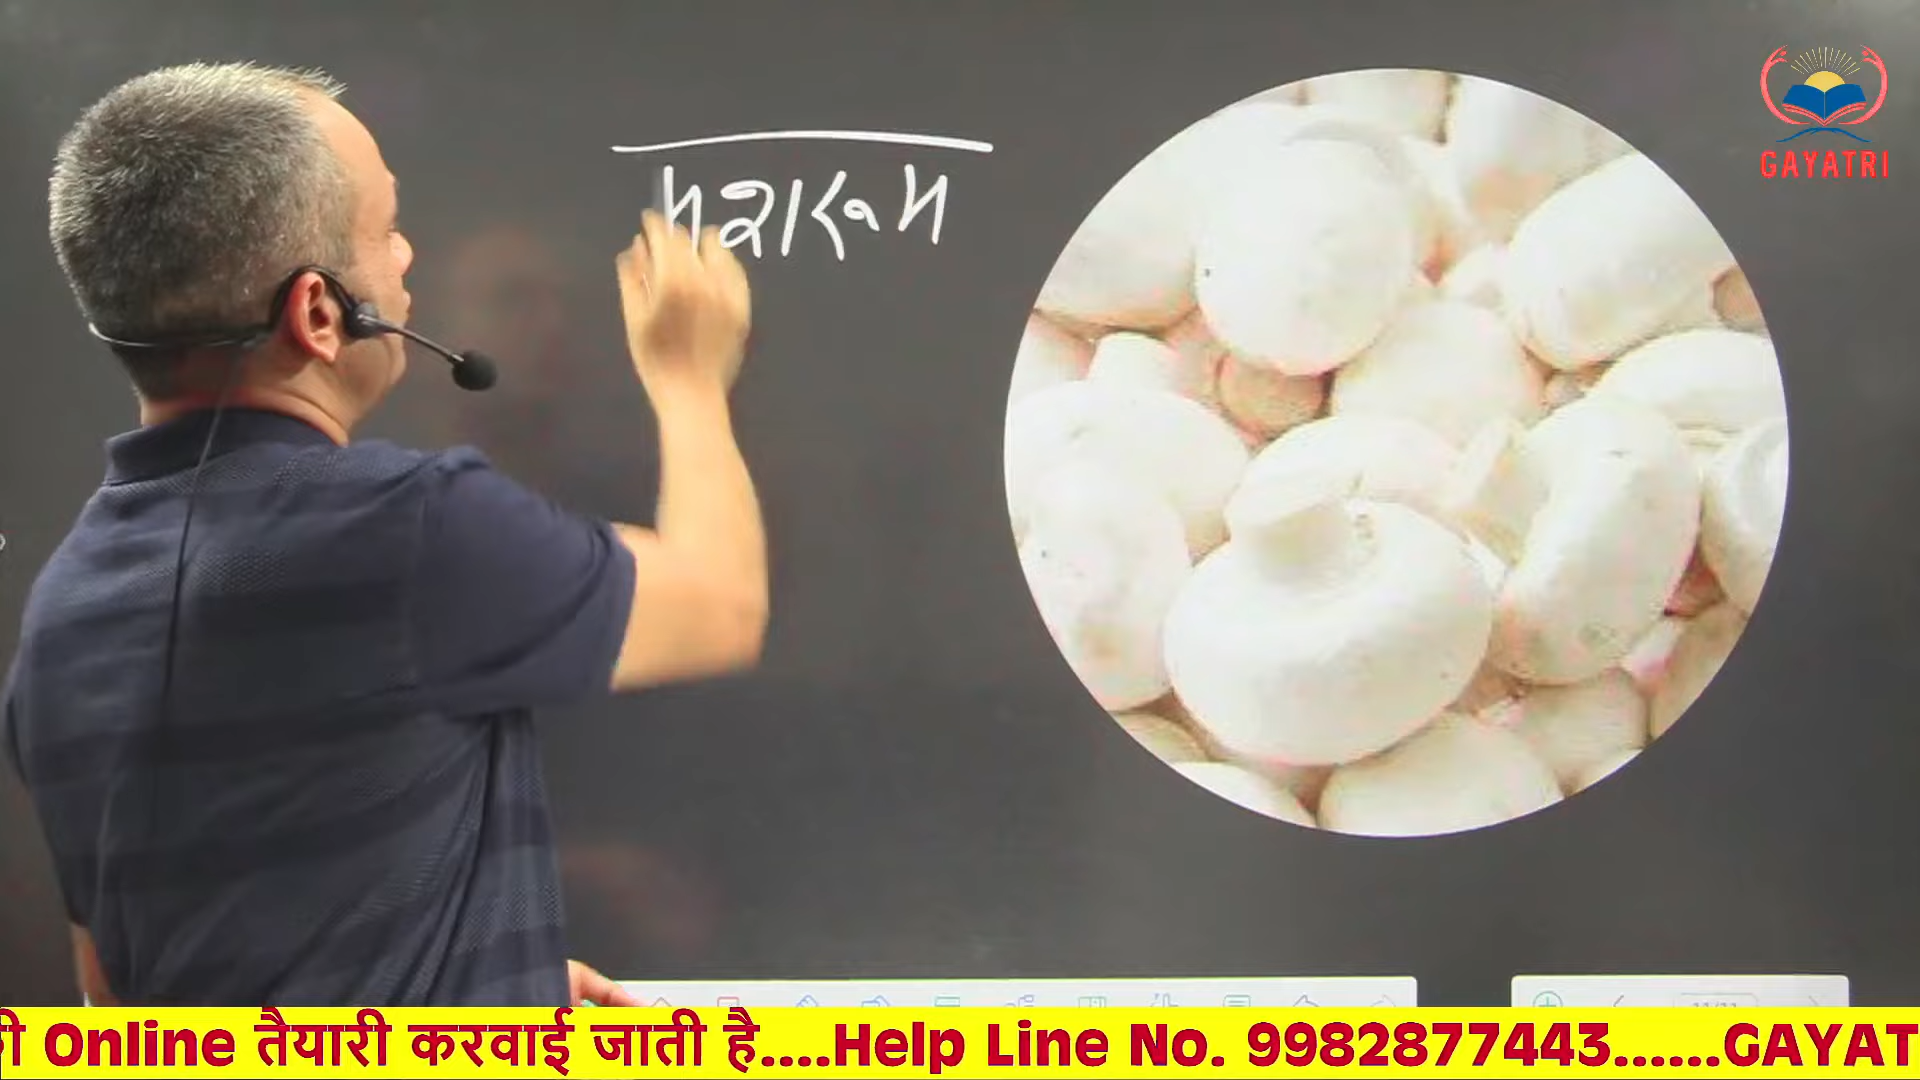 मशरूम
GAYATRI
Online तैयारी करवाई जाती है....Help Line No. 9982877443......GAYAT